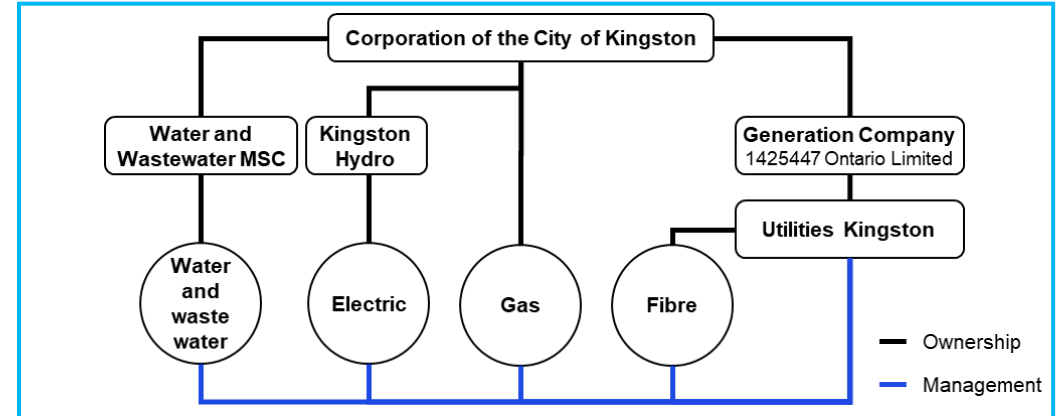 Corporation of the City of Kingston
Water and
Wastewater MSC
Kingston
Hydro
Generation Company
1425447 Ontario Limited
Utilities Kingston
Water
and
waste
water
Electric
Gas
Fibre
Ownership
Management